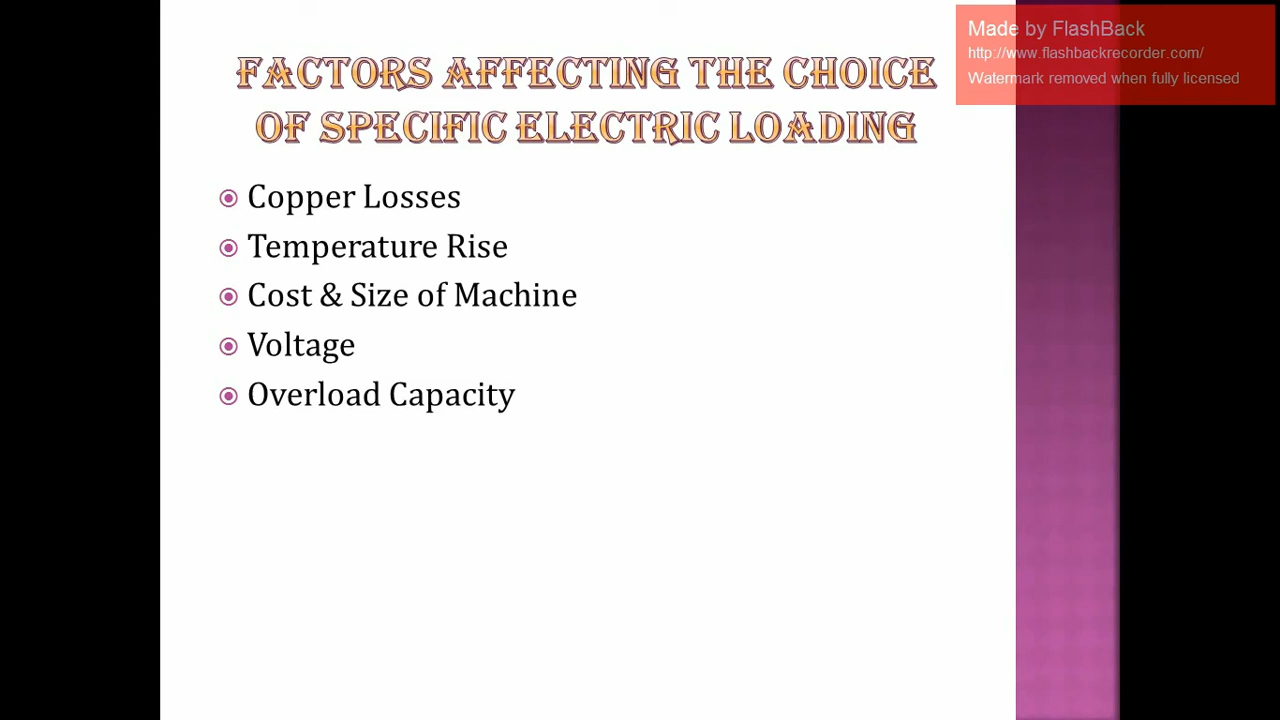 Made by FlashBack
http://www.flashbackrecorder.com/
Watermark removed when fully licensed
FACTORS AFFECTING THE CHOICE
OF SPECIFIC ELECTRIC LOADING
Copper Losses
Temperature Rise
Cost & Size of Machine
Voltage
Overload Capacity